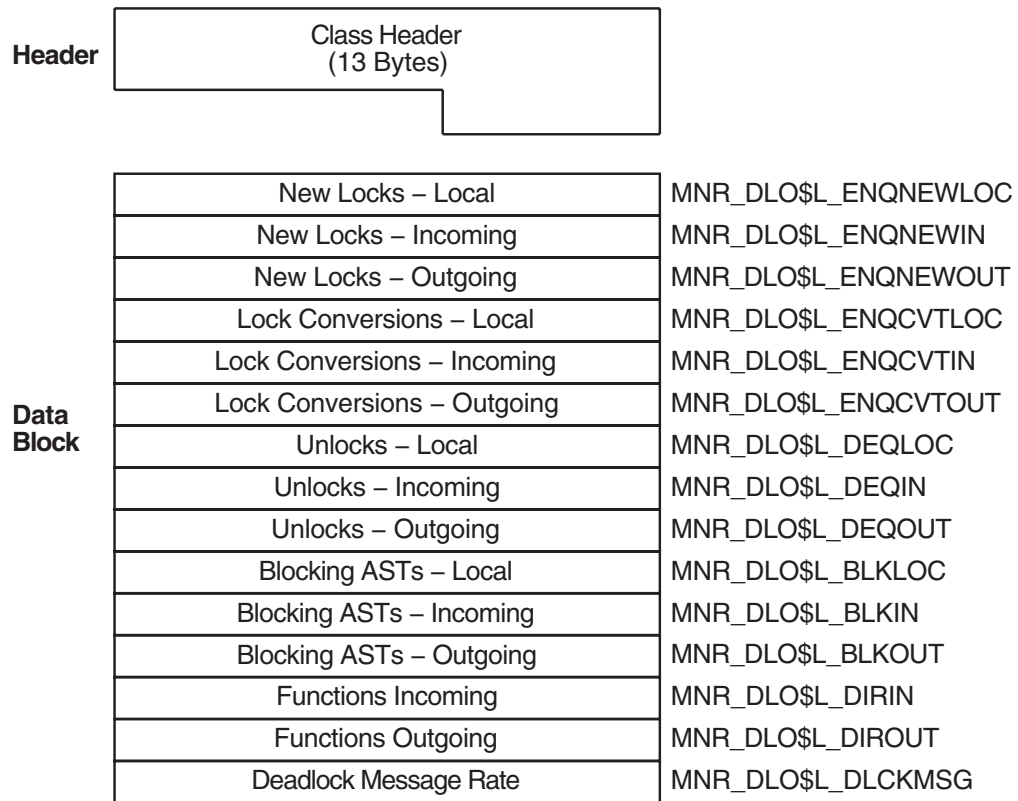 Header
Class Header
(13 Bytes)
New Locks – Local MNR_DLO$L_ENQNEWLOC
New Locks – Incoming MNR_DLO$L_ENQNEWIN
New Locks – Outgoing MNR_DLO$L_ENQNEWOUT
Lock Conversions – Local MNR_DLO$L_ENQCVTLOC
Lock Conversions – Incoming MNR_DLO$L_ENQCVTIN
Lock Conversions – Outgoing MNR_DLO$L_ENQCVTOUT
Data
Block
Unlocks – Local MNR_DLO$L_DEQLOC
Unlocks – Incoming MNR_DLO$L_DEQIN
Unlocks – Outgoing MNR_DLO$L_DEQOUT
Blocking ASTs – Local MNR_DLO$L_BLKLOC
Blocking ASTs – Incoming MNR_DLO$L_BLKIN
Blocking ASTs – Outgoing MNR_DLO$L_BLKOUT
Functions Incoming MNR_DLO$L_DIRIN
Functions Outgoing MNR_DLO$L_DIROUT
Deadlock Message Rate MNR_DLO$L_DLCKMSG